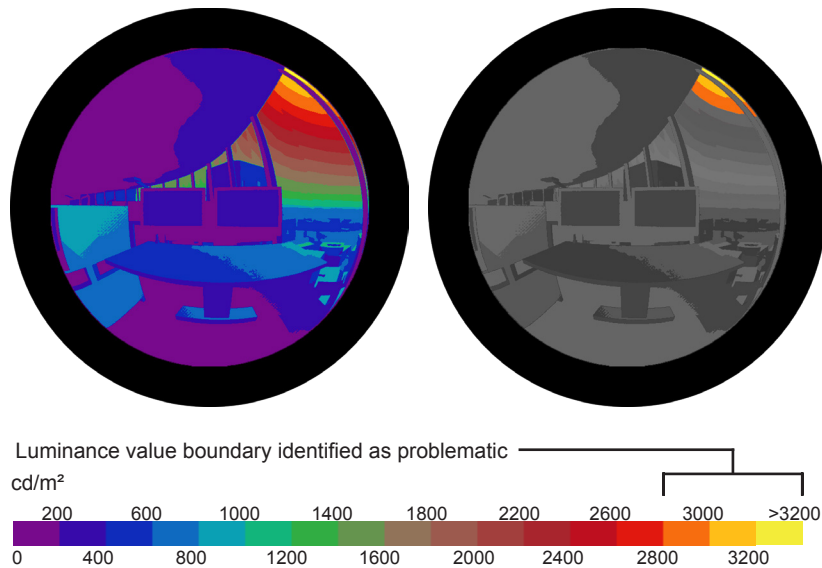 Luminance value boundary identified as problematic
cd/m²
200 600 1000 1400 1800 2200 2600 3000 >3200
0 400 800 1200 1600 2000 2400 2800 3200